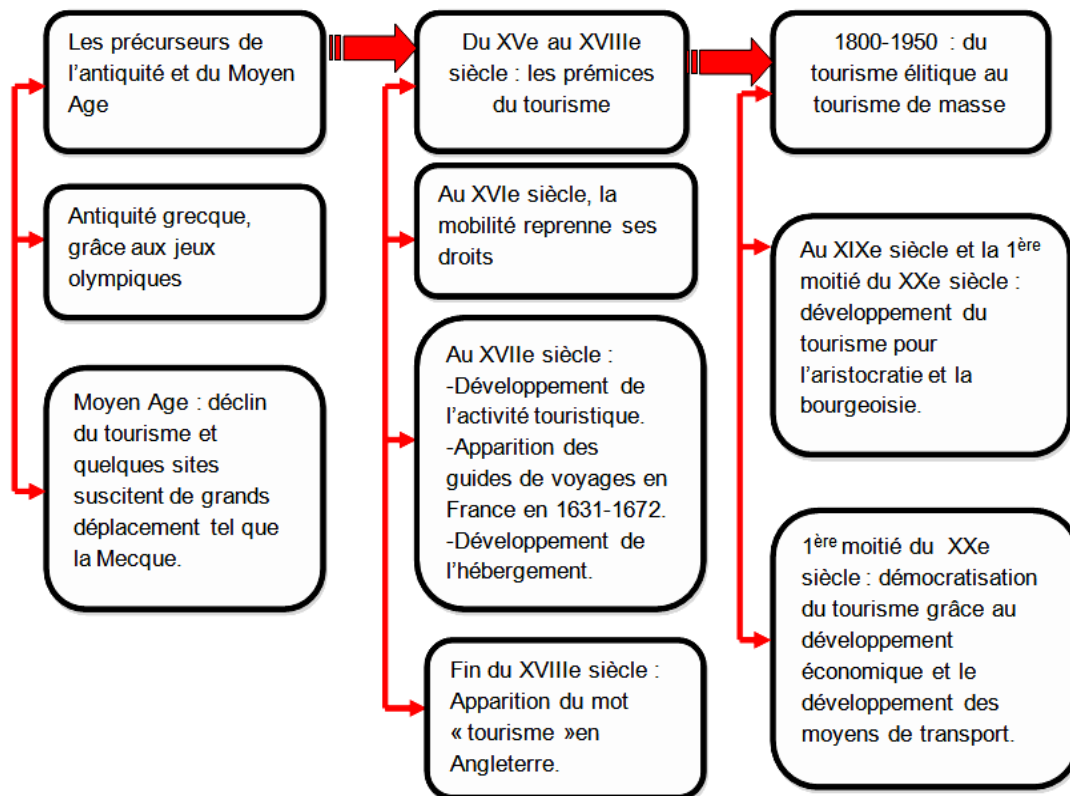 Les précurseurs de
l'antiquité et du Moyen
Age
Antiquité grecque,
grâce aux jeux
olympiques
Moyen Age : déclin
du tourisme et
quelques sites
suscitent de grands
déplacement tel que
la Mecque.
Du XVe au XVIIIe
siècle : les prémices
du tourisme
Au XVIe siècle, la
mobilité reprenne ses
droits
Au XVIIe siècle :
-Développement de
l'activité touristique.
-Apparition des
guides de voyages en
France en 1631-1672.
-Développement de
l'hébergement.
Fin du XVIIIe siècle :
Apparition du mot
« tourisme »en
Angleterre.
1800-1950 : du
tourisme élitique au
tourisme de masse
Au XIXe siècle et la 1ère
moitié du XXe siècle :
développement du
tourisme pour
l'aristocratie et la
bourgeoisie.
1ère moitié du XXe
siècle : démocratisation
du tourisme grâce au
développement
économique et le
développement des
moyens de transport.